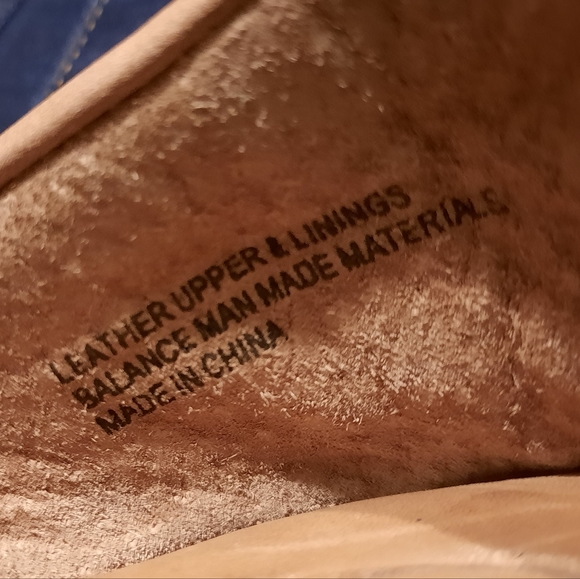 LEATHER UPPER & LININGS
BALANCE MAN MADE MATERIALS
MADE IN CHINA